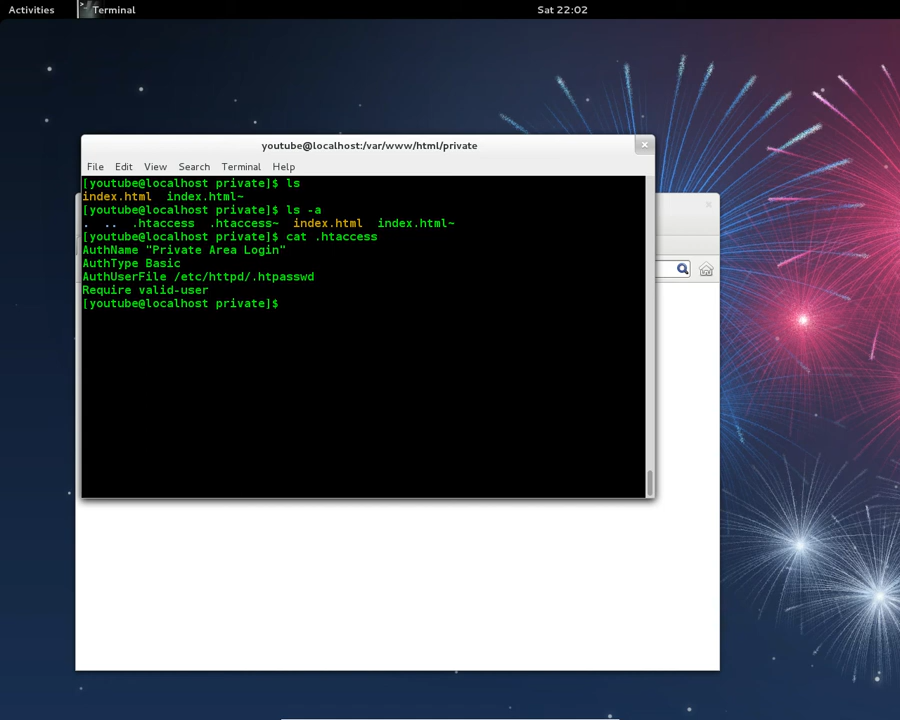 Activities Terminal Sat 22:02
youtube@localhost:/var/www/html/private
File Edit View Search Terminal Help
[youtube@localhost private]$ ls
index.html  index.html~
[youtube@localhost private]$ ls -a
.  ..  .htaccess  .htaccess~  index.html  index.html~
[youtube@localhost private]$ cat .htaccess
AuthName "Private Area Login"
AuthType Basic
AuthUserFile /etc/httpd/.htpasswd
Require valid-user
[youtube@localhost private]$